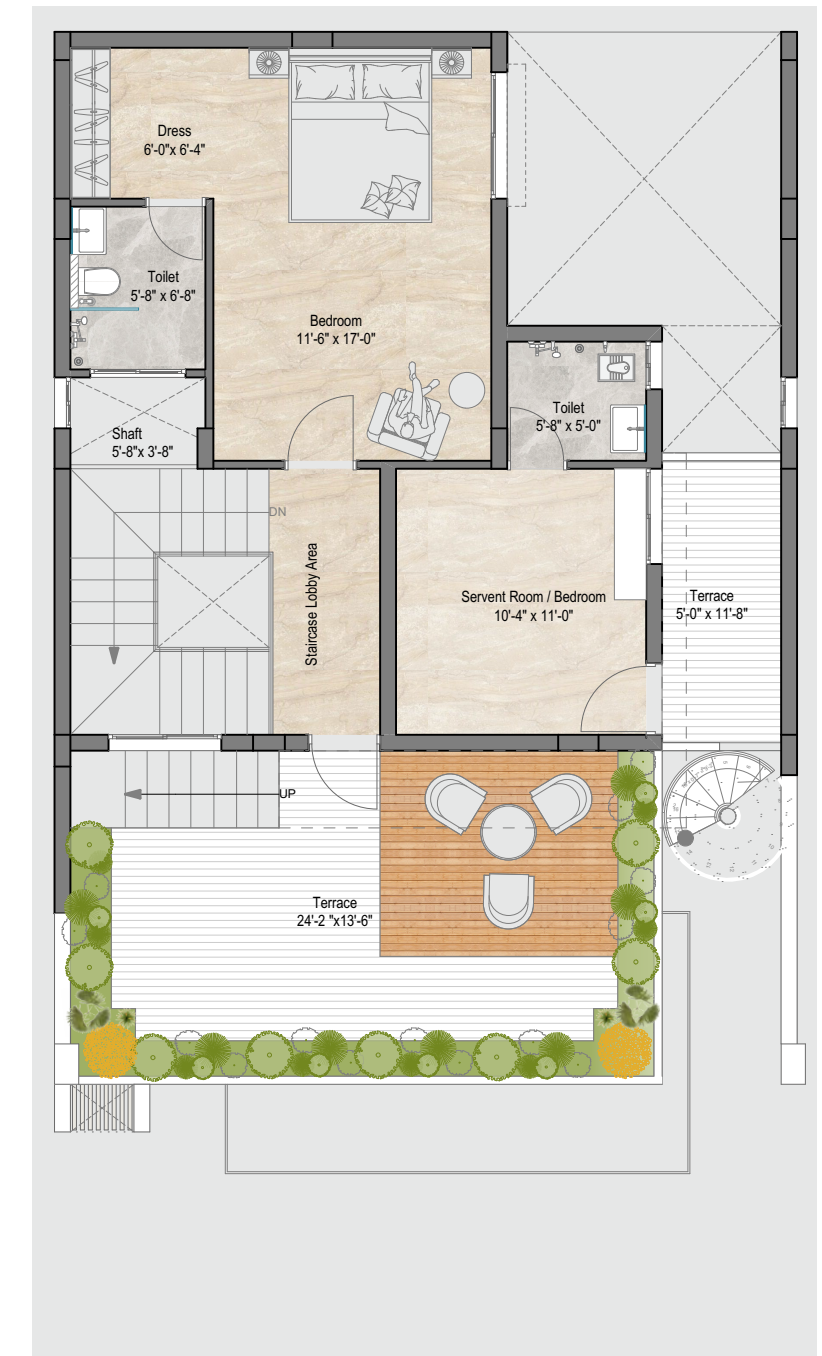 Dress
6'-0"x 6'-4"
Toilet
5'-8" x 6'-8"
Bedroom
11'-6" x 17'-0"
Toilet
5'-8" x 5'-0"
Shaft
5'-8"x 3'-8"
DN
Staircase Lobby Area
Servent Room / Bedroom
10'-4" x 11'-0"
Terrace
5'-0" x 11'-8"
UP
Terrace
24'-2 "x13'-6"